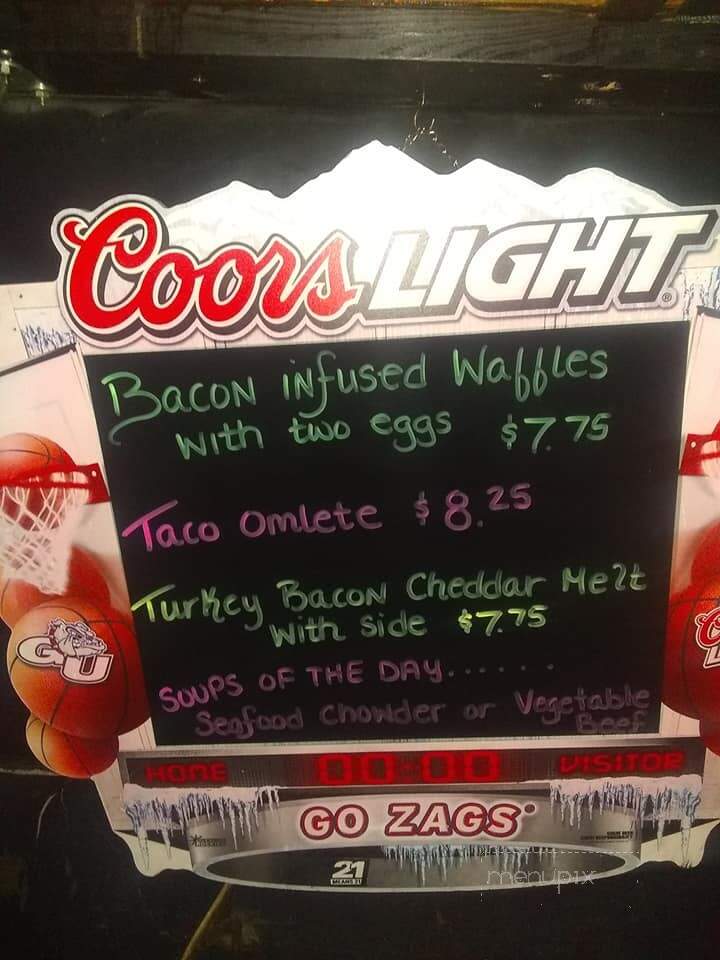 Coors LIGHT
Bacon infused Waffles
with two eggs $7.75
Taco Omlete $8.25
Turkey Bacon Cheddar Melt
with side $7.75
SOUPS OF THE DAY.......
Seafood Chowder or Vegetable
Beef
GU
HOME 00:00 VISITOR
GO ZAGS
21
MEANS 21
menupix